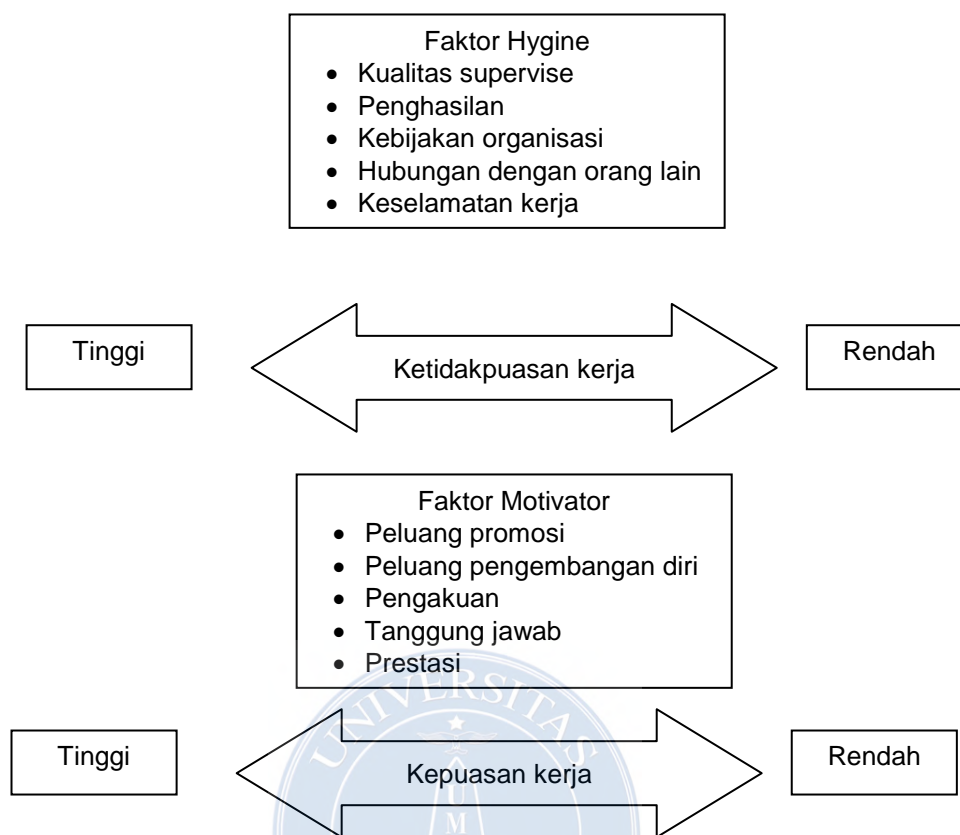 Faktor Hygine
• Kualitas supervise
• Penghasilan
• Kebijakan organisasi
• Hubungan dengan orang lain
• Keselamatan kerja
Tinggi
Ketidakpuasan kerja
Rendah
Faktor Motivator
• Peluang promosi
• Peluang pengembangan diri
• Pengakuan
• Tanggung jawab
• Prestasi
UNIVERSITAS
Tinggi
Kepuasan kerja
Rendah
U
M